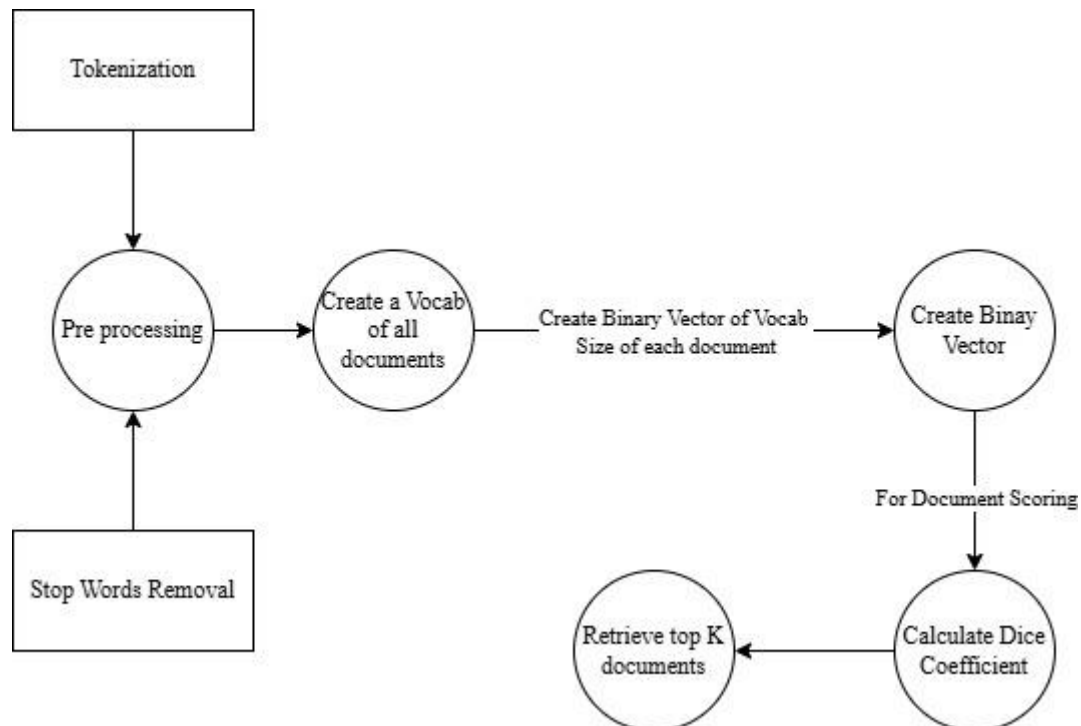 Tokenization
Pre processing
Create a Vocab
of all
documents
Create Binary Vector of Vocab
Size of each document
Create Binay
Vector
For Document Scoring
Stop Words Removal
Retrieve top K
documents
Calculate Dice
Coefficient